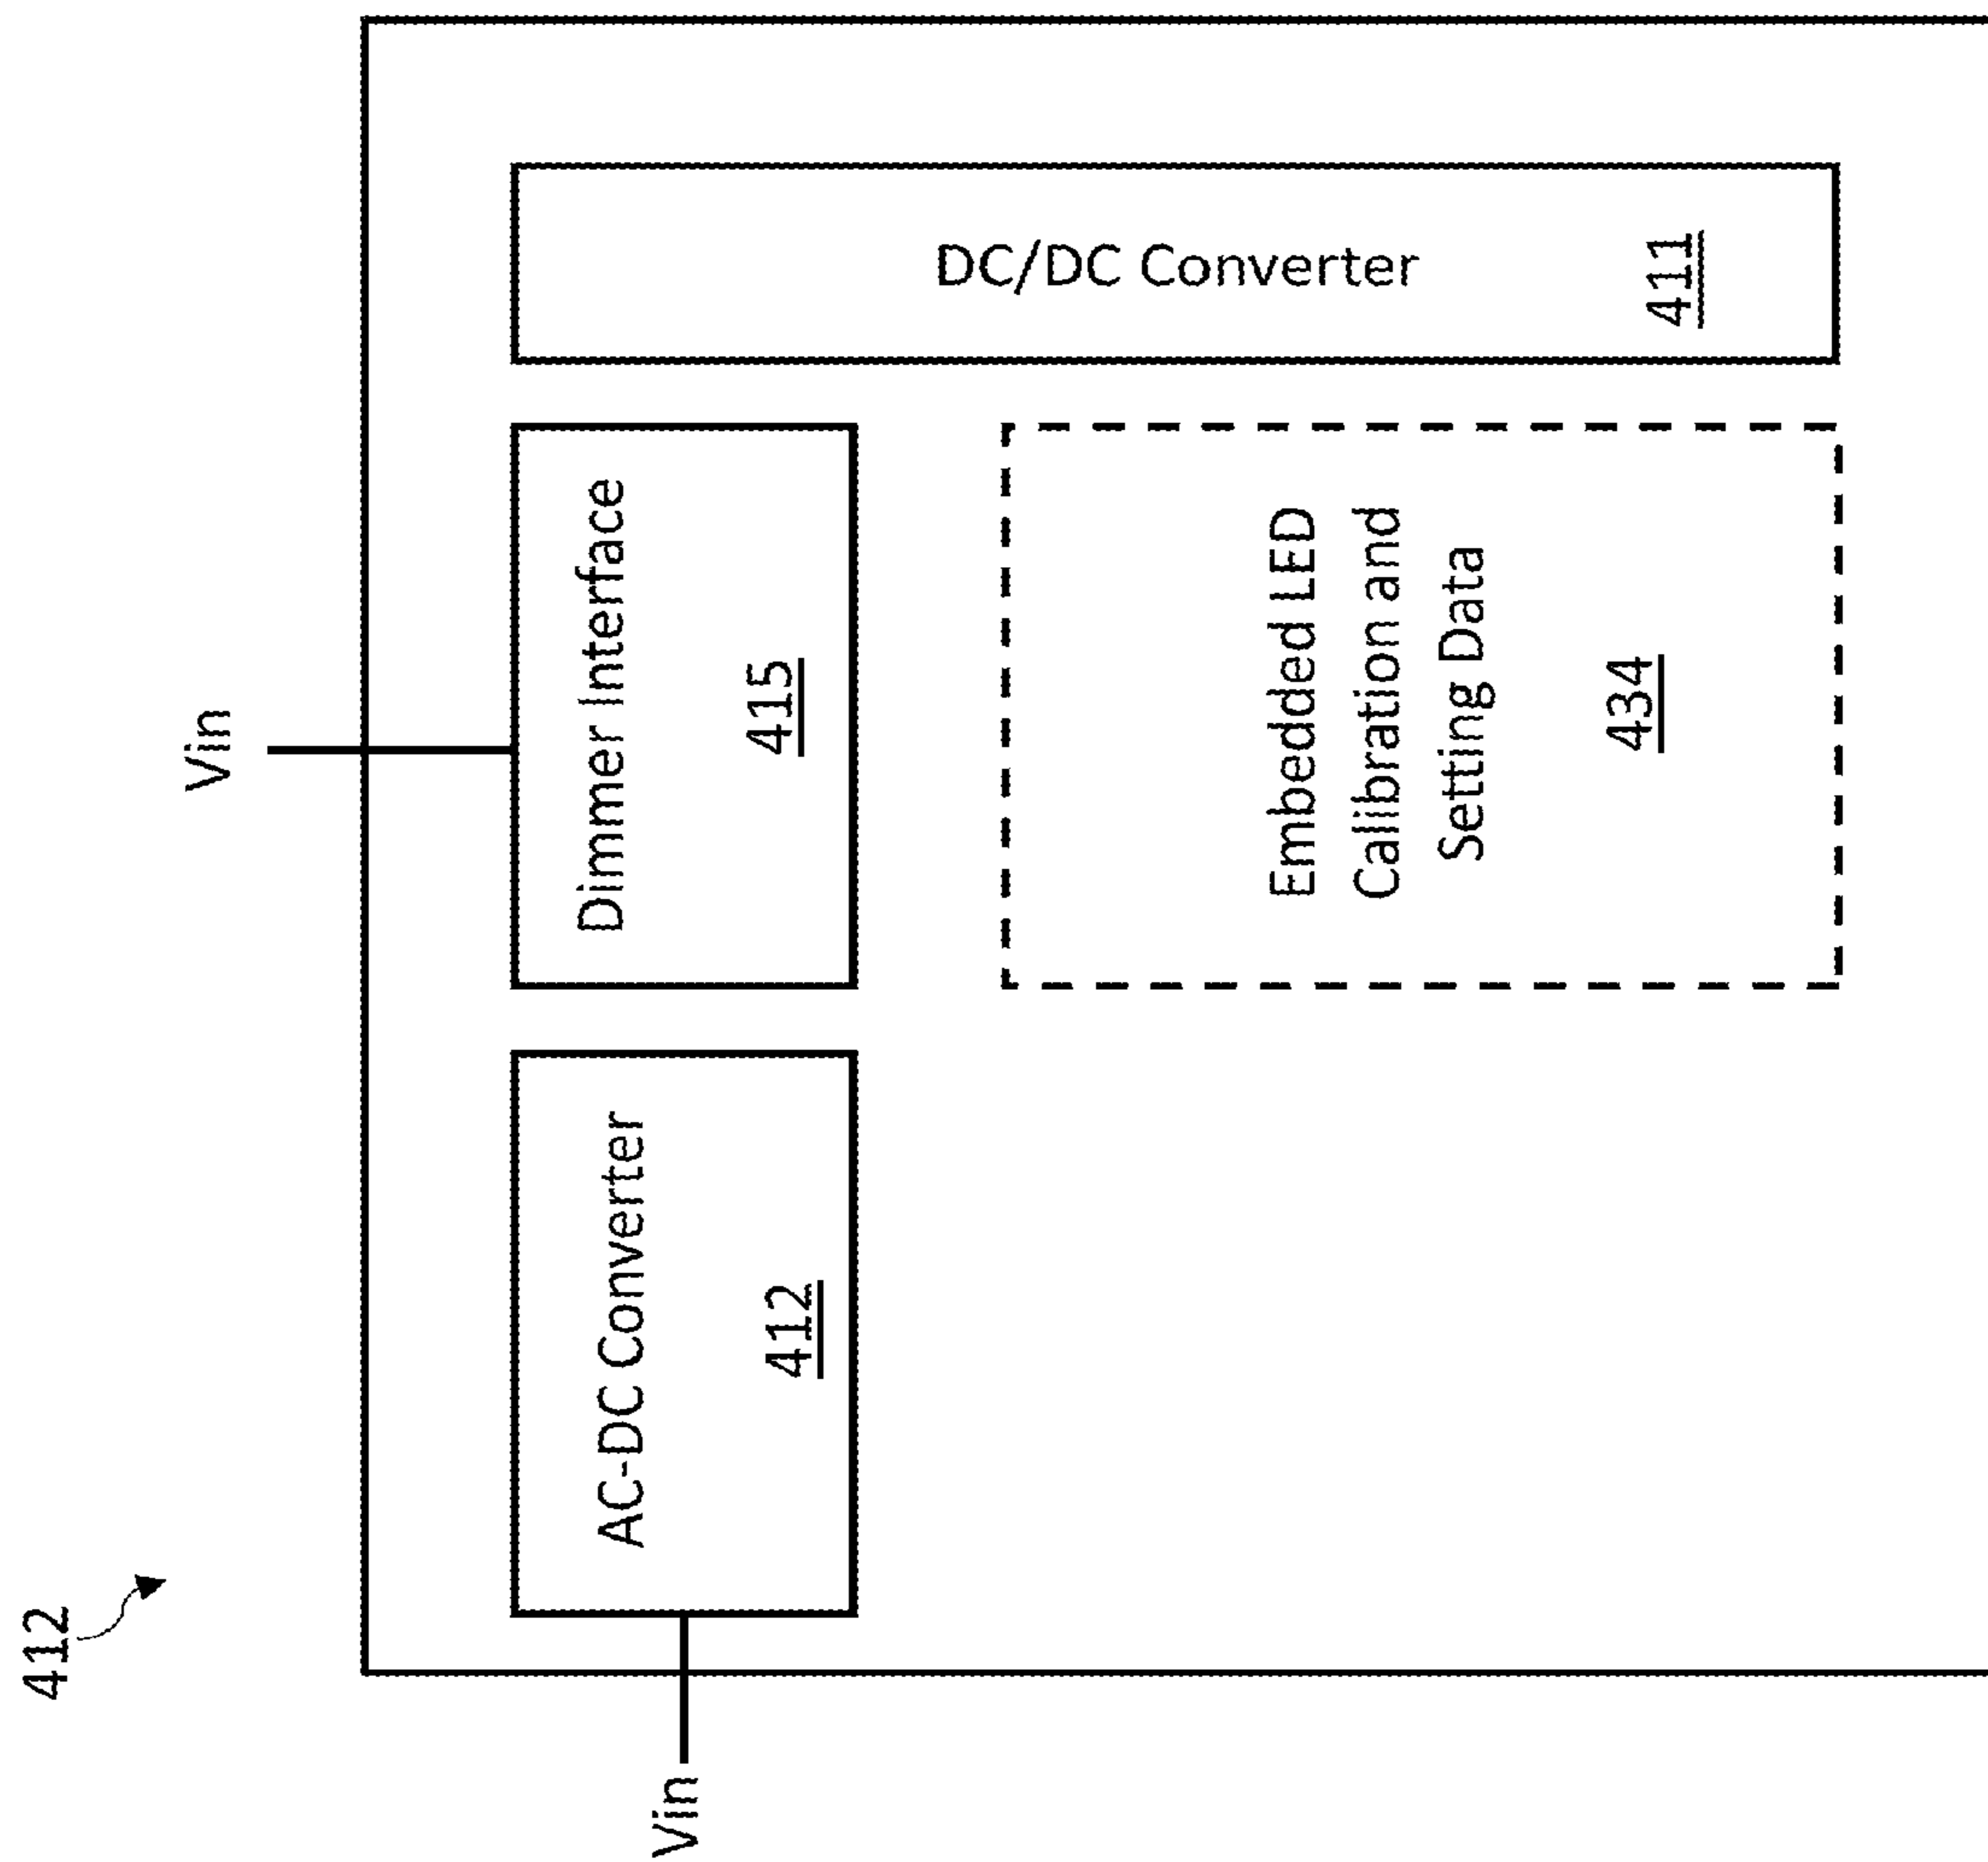 412
Vin
Vin
AC-DC Converter
412
Dimmer Interface
415
DC/DC Converter
411
Embedded LED
Calibration and
Setting Data
434